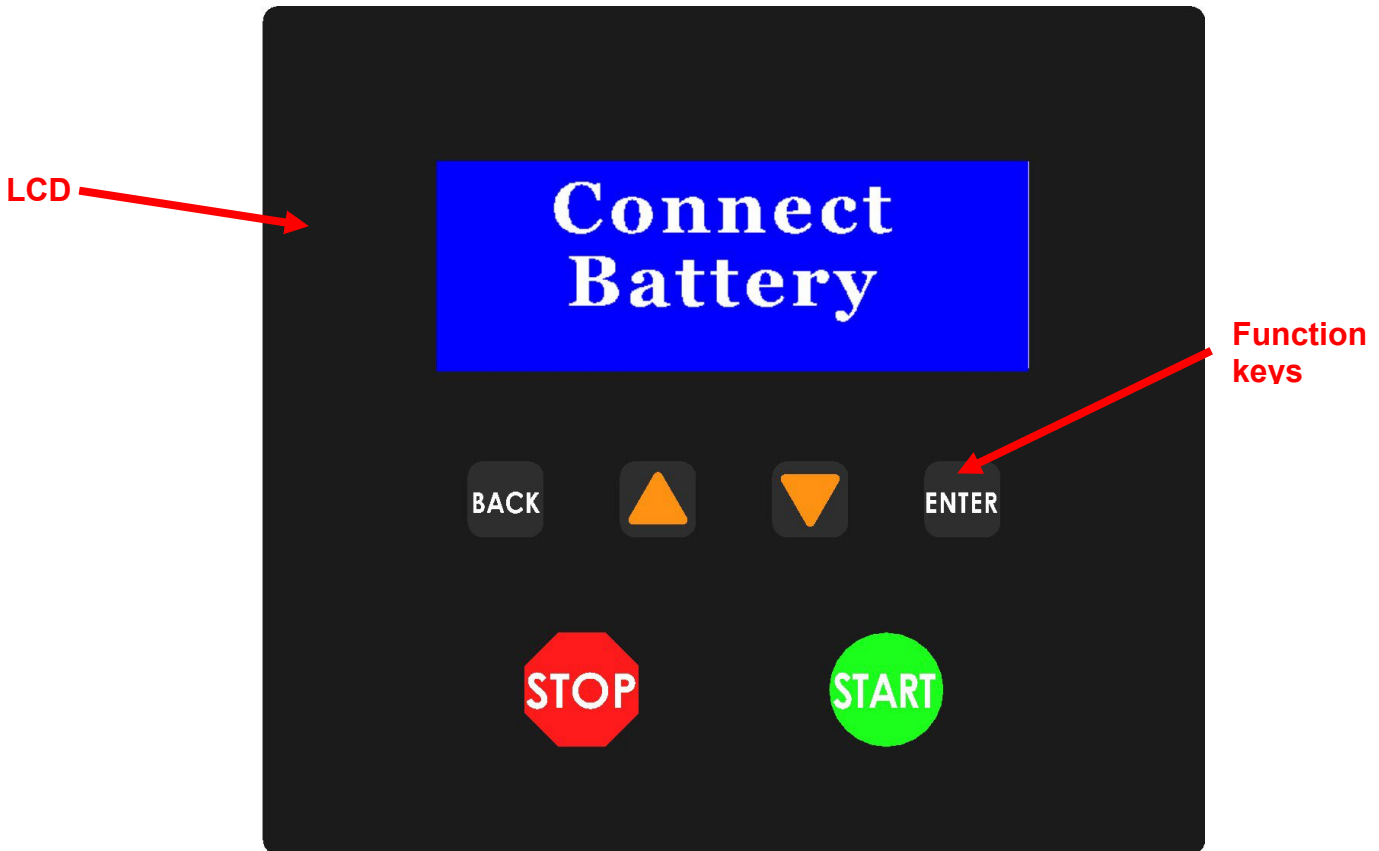 LCD
Connect
Battery
Function
keys
BACK
ENTER
STOP
START